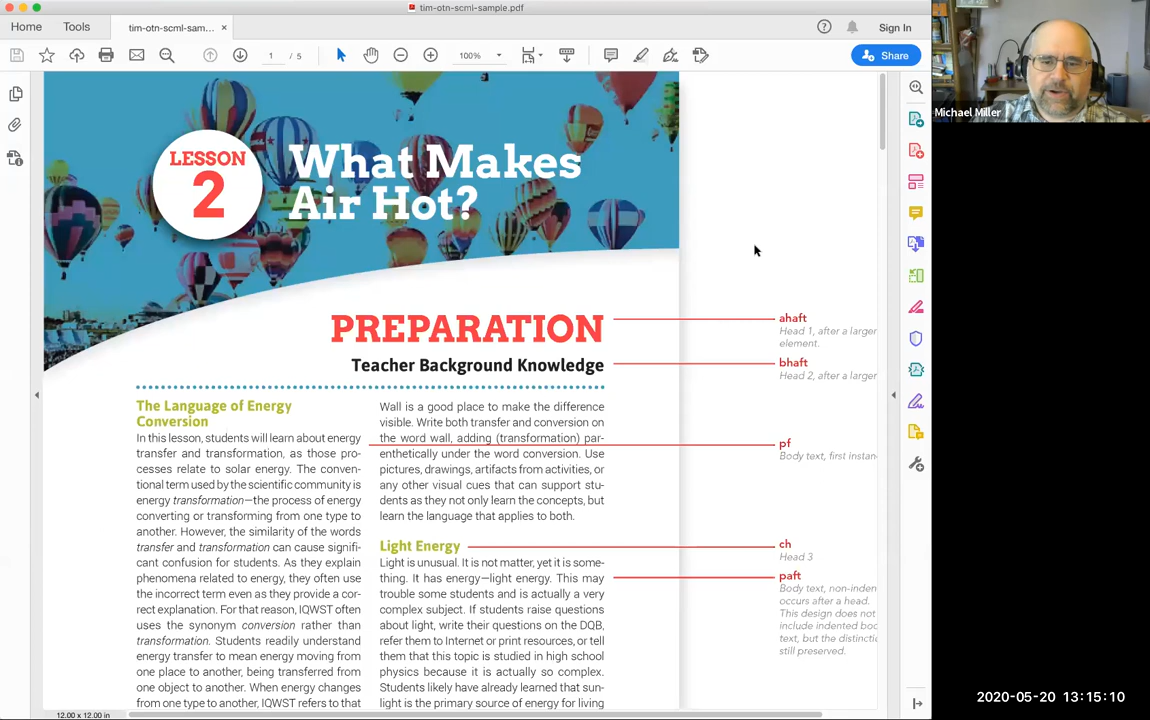 tim-otn-scml-sample.pdf
Home
Tools
tim-otn-scml-sam...
×
Sign In
1 / 5
100%
Share
LESSON
2
What Makes
Air Hot?
PREPARATION
Teacher Background Knowledge
The Language of Energy
Conversion
In this lesson, students will learn about energy
transfer and transformation, as those pro-
cesses relate to solar energy. The conven-
tional term used by the scientific community is
energy transformation—the process of energy
converting or transforming from one type to
another. However, the similarity of the words
transfer and transformation can cause signifi-
cant confusion for students. As they explain
phenomena related to energy, they often use
the incorrect term even as they provide a cor-
rect explanation. For that reason, IQWST often
uses the synonym conversion rather than
transformation. Students readily understand
energy transfer to mean energy moving from
one place to another, being transferred from
one object to another. When energy changes
from one type to another, IQWST refers to that
Wall is a good place to make the difference
visible. Write both transfer and conversion on
the word wall, adding (transformation) par-
enthetically under the word conversion. Use
pictures, drawings, artifacts from activities, or
any other visual cues that can support stu-
dents as they not only learn the concepts, but
learn the language that applies to both.
Light Energy
Light is unusual. It is not matter, yet it is some-
thing. It has energy—light energy. This may
trouble some students and is actually a very
complex subject. If students raise questions
about light, write their questions on the DQB,
refer them to Internet or print resources, or tell
them that this topic is studied in high school
physics because it is actually so complex.
Students likely have already learned that sun-
light is the primary source of energy for living
ahaft
Head 1, after a larger
element.
bhaft
Head 2, after a larger
pf
Body text, first instan
ch
Head 3
paft
Body text, non-inden
occurs after a head.
This design does not
include indented bod
text, but the distinctic
still preserved.
12.00 x 12.00 in
Michael Miller
2020-05-20 13:15:10